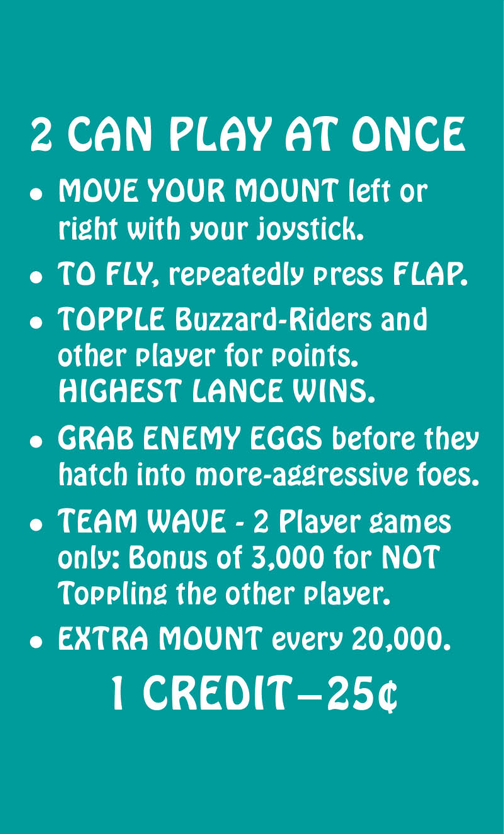 2 CAN PLAY AT ONCE
• MOVE YOUR MOUNT left or
right with your joystick.
• TO FLY, repeatedly press FLAP.
• TOPPLE Buzzard-Riders and
other player for points.
HIGHEST LANCE WINS.
• GRAB ENEMY EGGS before they
hatch into more-aggressive foes.
• TEAM WAVE - 2 Player games
only: Bonus of 3,000 for NOT
Toppling the other player.
• EXTRA MOUNT every 20,000.
1 CREDIT–25¢